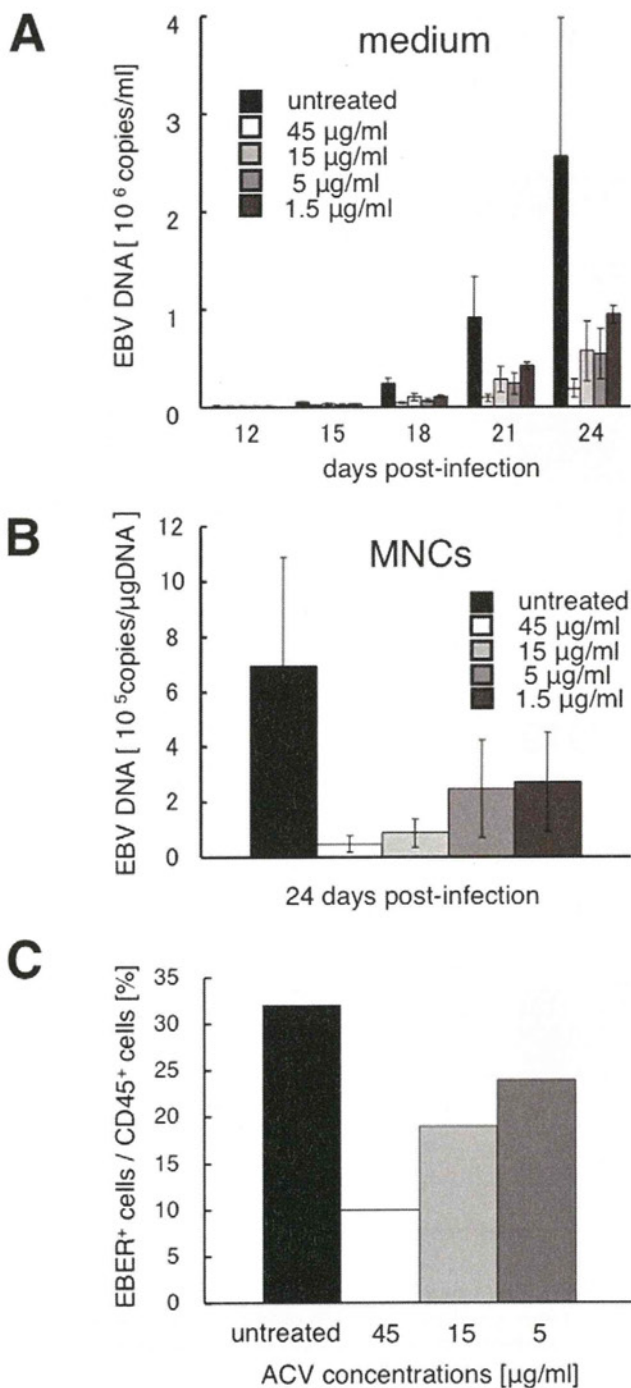 A
medium
EBV DNA [ 10 6 copies/ml ]
4
3
2
1
0
untreated
45 µg/ml
15 µg/ml
5 µg/ml
1.5 µg/ml
12 15 18 21 24
days post-infection
B
MNCs
EBV DNA [ 10 5copies/µgDNA ]
12
10
8
6
4
2
0
untreated
45 µg/ml
15 µg/ml
5 µg/ml
1.5 µg/ml
24 days post-infection
C
EBER+ cells / CD45+ cells [%]
35
30
25
20
15
10
5
0
untreated 45 15 5
ACV concentrations [µg/ml]